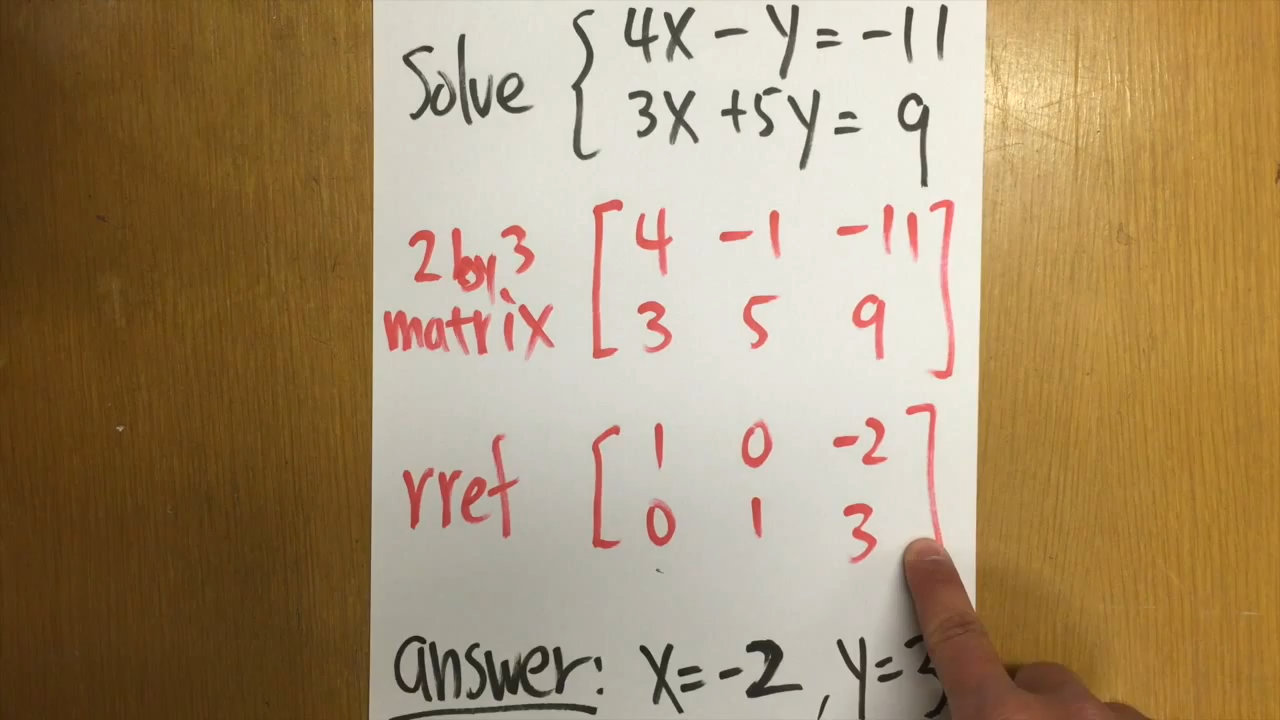 Solve { 4x - y = -11
3x + 5y = 9
2 by 3 matrix [ 4 -1 -11
3 5 9 ]
rref [ 1 0 -2
0 1 3 ]
answer: x = -2, y = 3